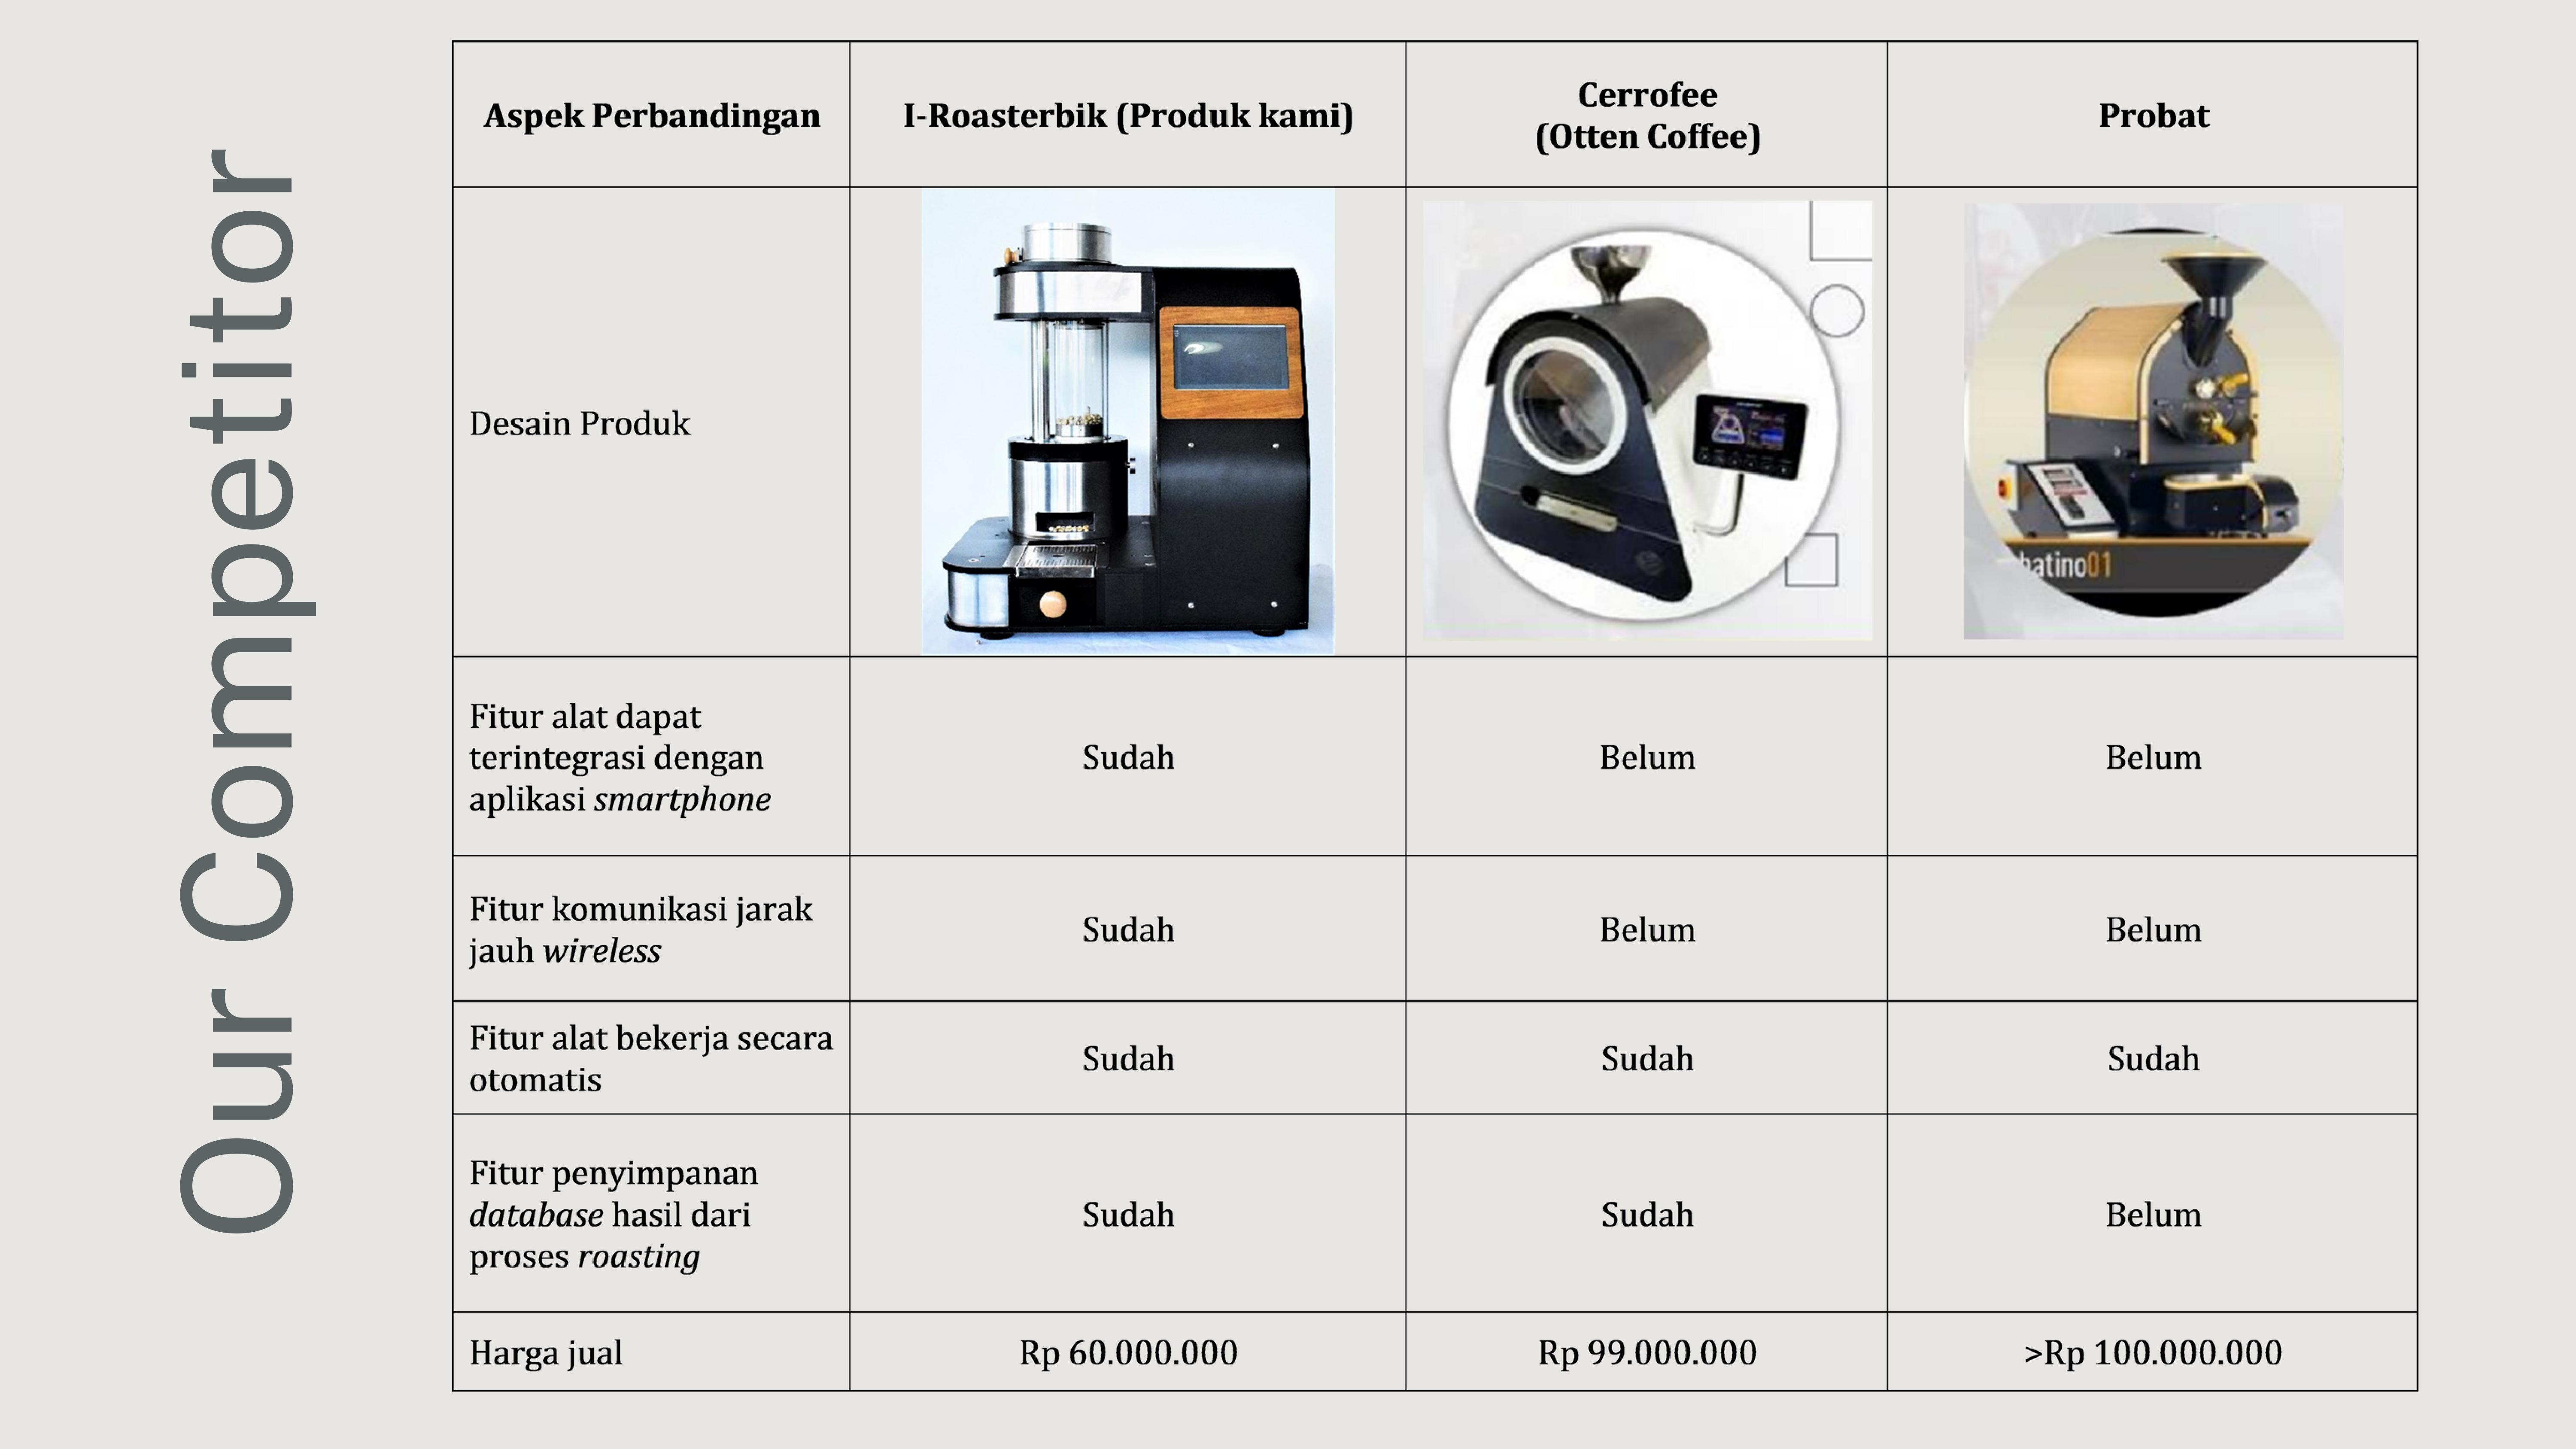 Our Competitor
Aspek Perbandingan
I-Roasterbik (Produk kami)
Cerrofee
(Otten Coffee)
Probat
Desain Produk
batino01
Fitur alat dapat
terintegrasi dengan
aplikasi smartphone
Sudah
Belum
Belum
Fitur komunikasi jarak
jauh wireless
Sudah
Belum
Belum
Fitur alat bekerja secara
otomatis
Sudah
Sudah
Sudah
Fitur penyimpanan
database hasil dari
proses roasting
Sudah
Sudah
Belum
Harga jual
Rp 60.000.000
Rp 99.000.000
>Rp 100.000.000